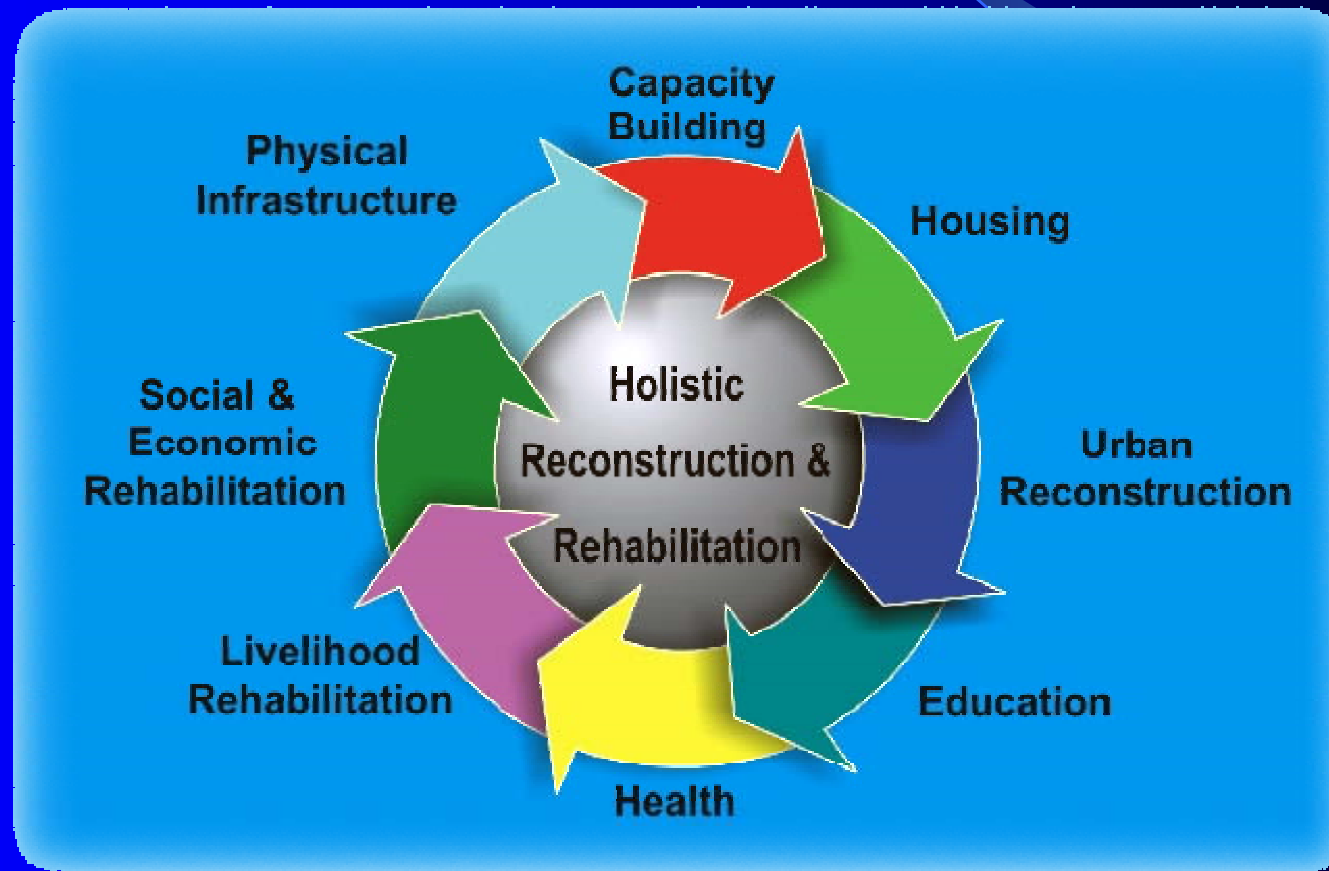 Capacity
Building
Housing
Urban
Reconstruction
Education
Health
Livelihood
Rehabilitation
Social &
Economic
Rehabilitation
Physical
Infrastructure
Holistic
Reconstruction &
Rehabilitation